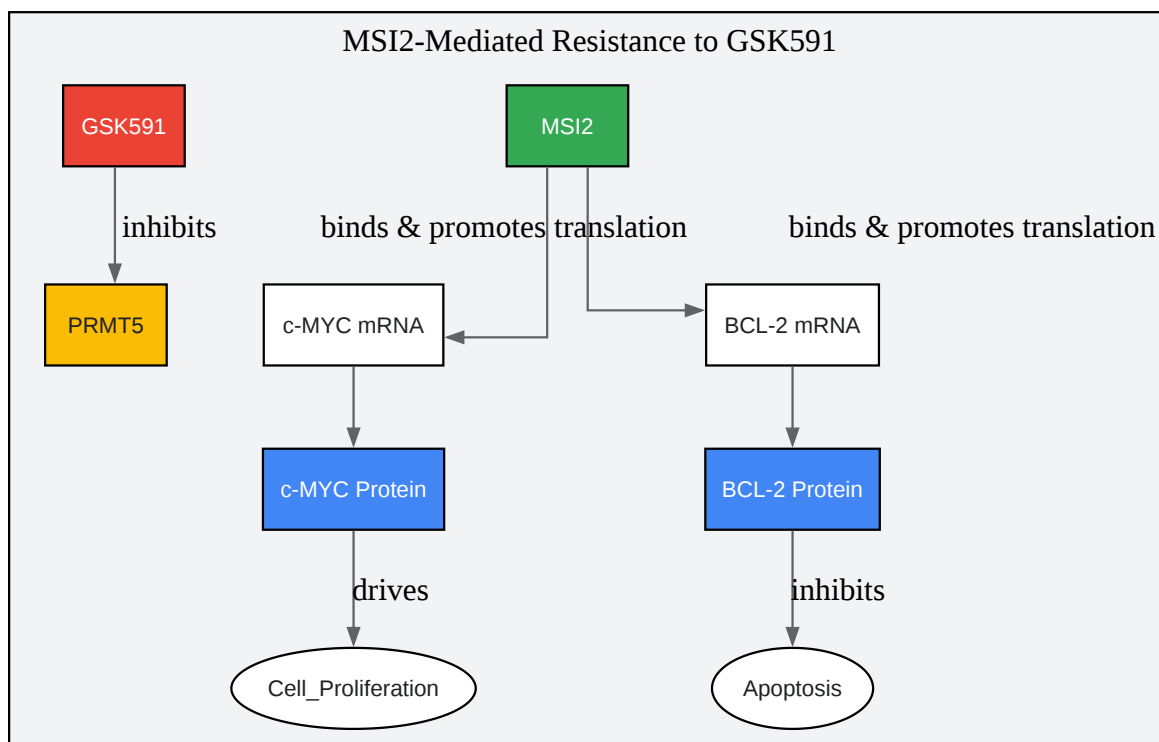 MSI2-Mediated Resistance to GSK591
GSK591
MSI2
inhibits
binds & promotes translation
binds & promotes translation
PRMT5
c-MYC mRNA
BCL-2 mRNA
c-MYC Protein
BCL-2 Protein
drives
inhibits
Cell_Proliferation
Apoptosis